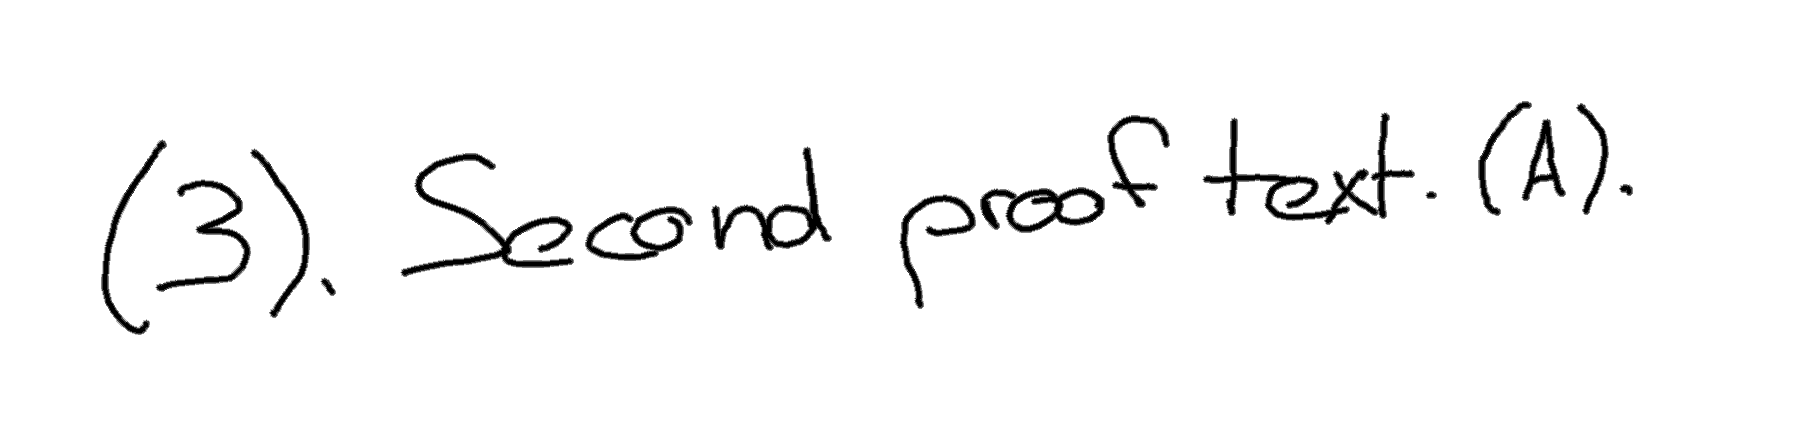 (3). Second proof text. (A).